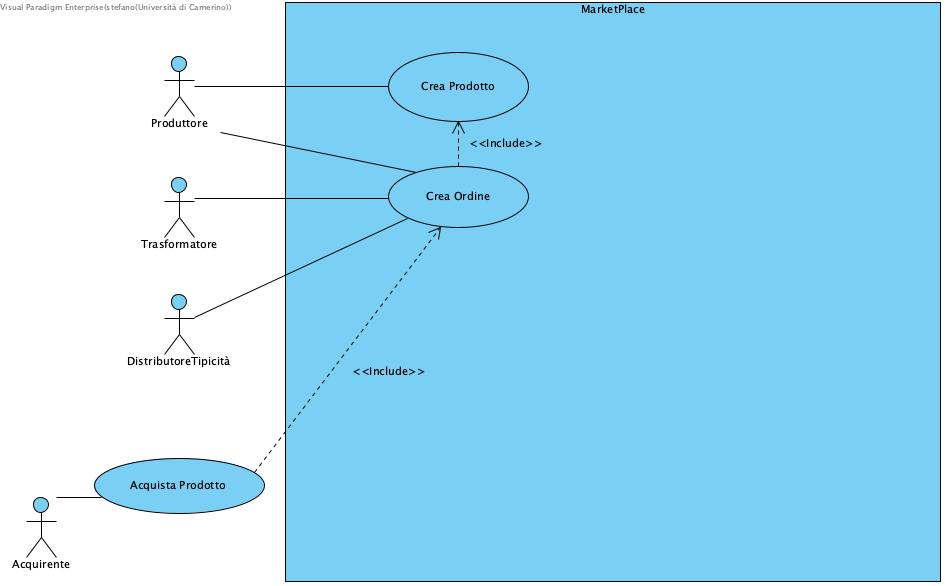 Visual Paradigm Enterprise(stefano(Università di Camerino))
MarketPlace
Crea Prodotto
Produttore
<<Include>>
Crea Ordine
Trasformatore
DistributoreTipicità
<<Include>>
Acquista Prodotto
Acquirente